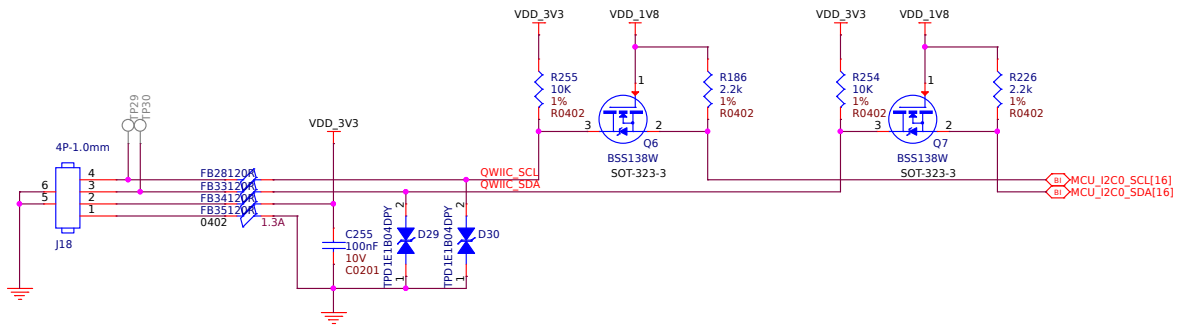 VDD_3V3
VDD_1V8
VDD_3V3
VDD_1V8
R255
10K
1%
R0402
1
R186
2.2k
1%
R0402
R254
10K
1%
R0402
1
R226
2.2k
1%
R0402
TP29
TP30
VDD_3V3
3
2
Q6
BSS138W
SOT-323-3
3
2
Q7
BSS138W
SOT-323-3
4P-1.0mm
4
3
2
1
6
5
J18
FB28120R
FB33120R
FB34120R
FB35120R
0402
1.3A
QWIIC_SCL
QWIIC_SDA
BI
MCU_I2C0_SCL[16]
BI
MCU_I2C0_SDA[16]
C255
100nF
10V
C0201
TPD1E1B04DPY
2
1
D29
TPD1E1B04DPY
2
1
D30